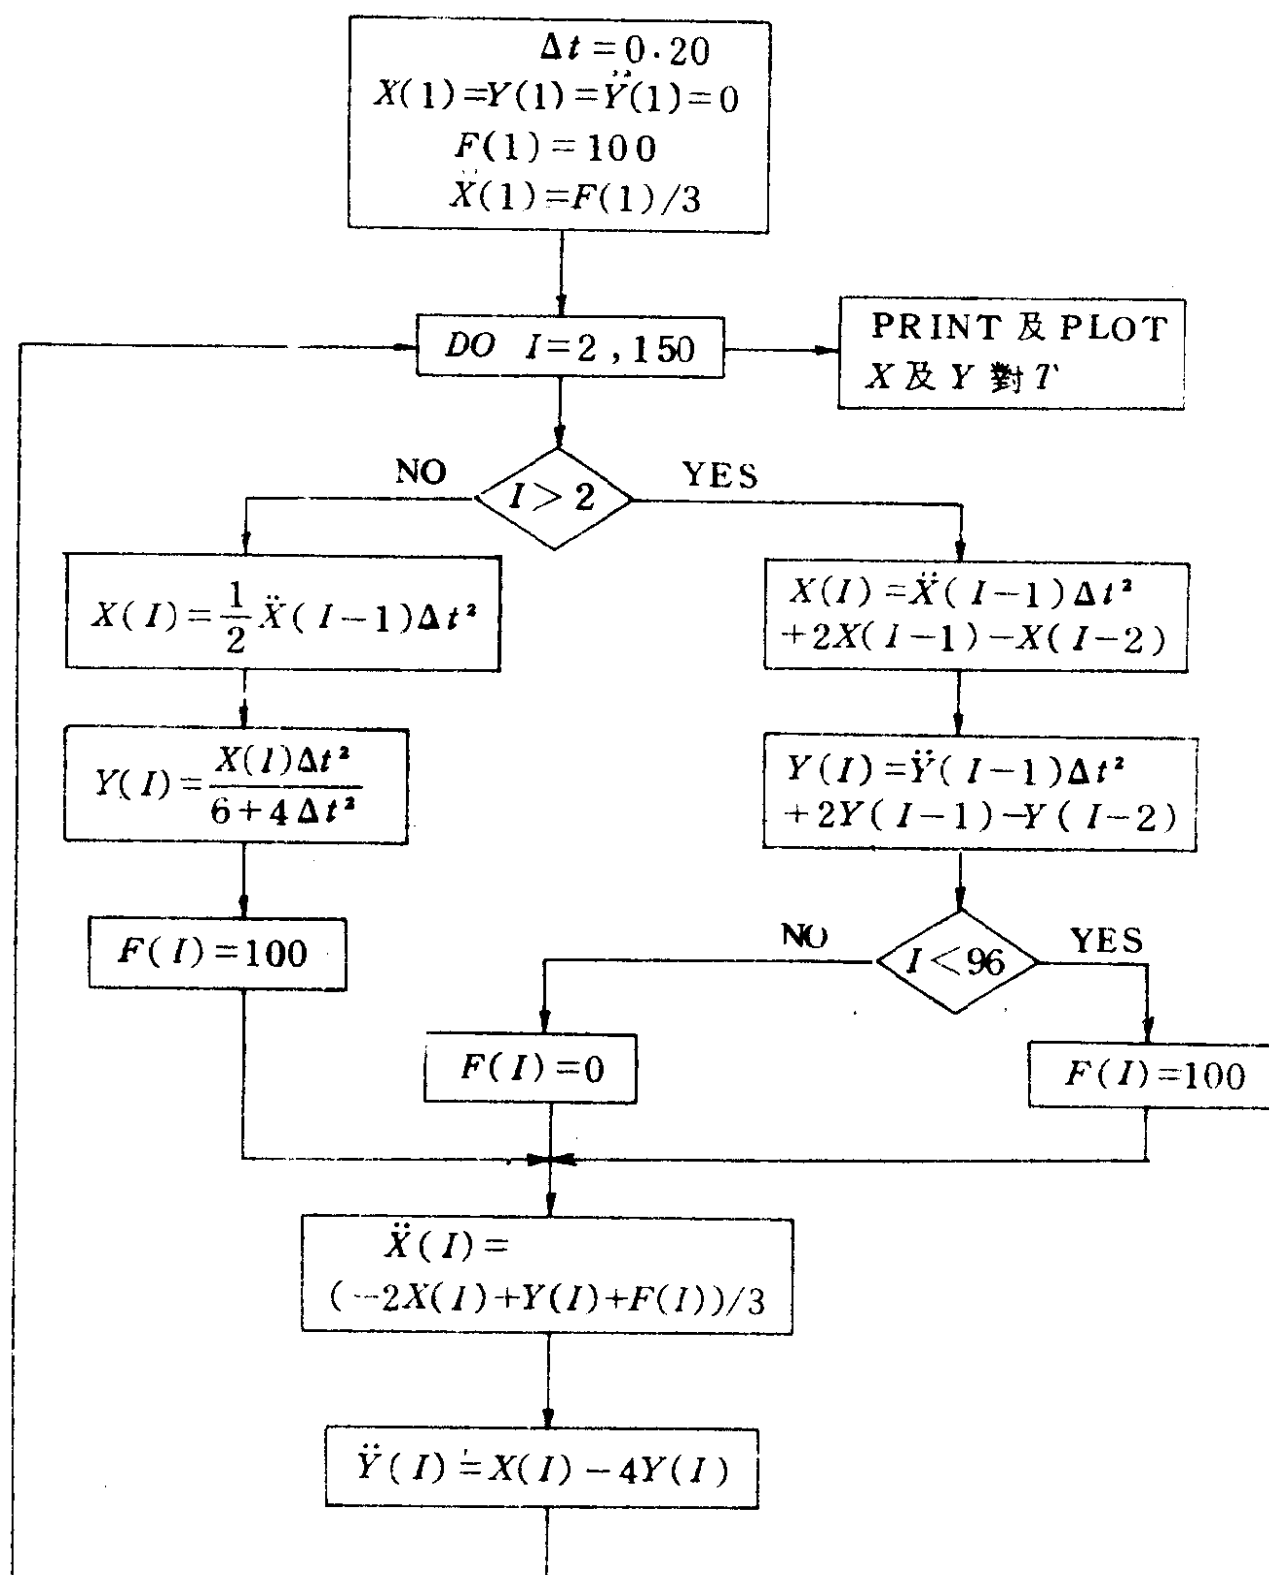 Δt=0.20
X(1)=Y(1)=Ÿ(1)=0
F(1)=100
Ẍ(1)=F(1)/3
DO I=2,150
PRINT 及 PLOT
X 及 Y 對 T
NO
YES
I>2
X(I)=1/2 Ẍ(I-1)Δt²
X(I)=Ẍ(I-1)Δt²
+2X(I-1)-X(I-2)
Y(I)=X(I)Δt²/6+4Δt²
Y(I)=Ÿ(I-1)Δt²
+2Y(I-1)-Y(I-2)
F(I)=100
NO
YES
I<96
F(I)=0
F(I)=100
Ẍ(I)=
(-2X(I)+Y(I)+F(I))/3
Ÿ(I)=X(I)-4Y(I)